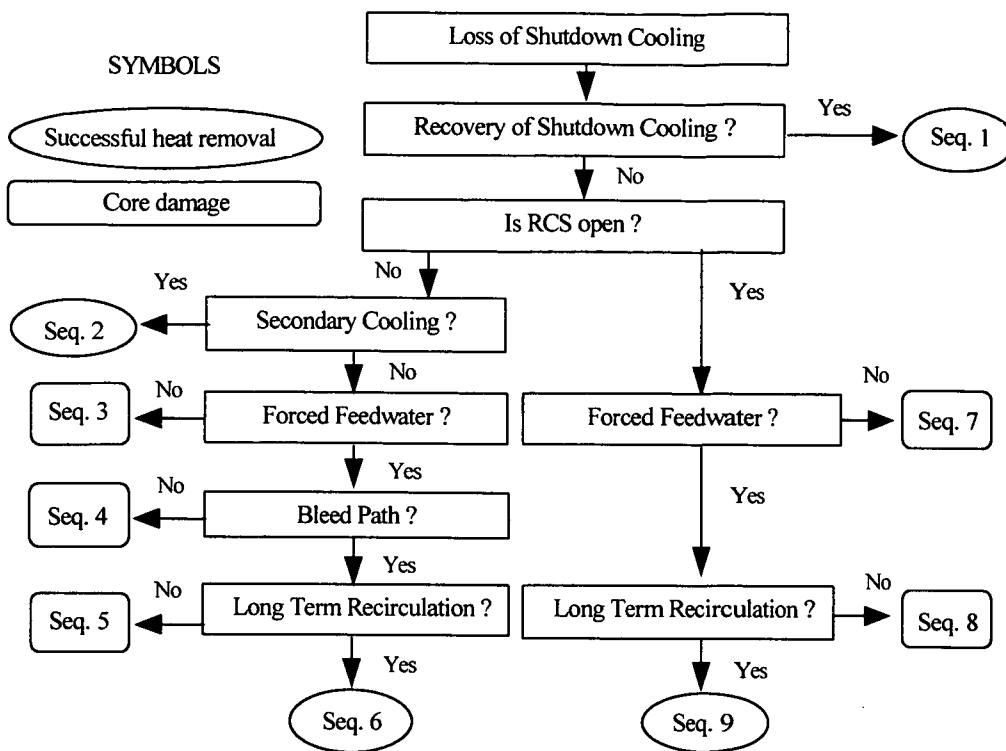 Loss of Shutdown Cooling
SYMBOLS
Successful heat removal
Core damage
Recovery of Shutdown Cooling ?
Yes
Seq. 1
No
Is RCS open ?
No
Yes
Yes
Seq. 2
Secondary Cooling ?
No
No
Seq. 3
Forced Feedwater ?
Forced Feedwater ?
No
Seq. 7
Yes
Yes
No
Seq. 4
Bleed Path ?
Yes
No
Seq. 5
Long Term Recirculation ?
Long Term Recirculation ?
No
Seq. 8
Yes
Yes
Seq. 6
Seq. 9